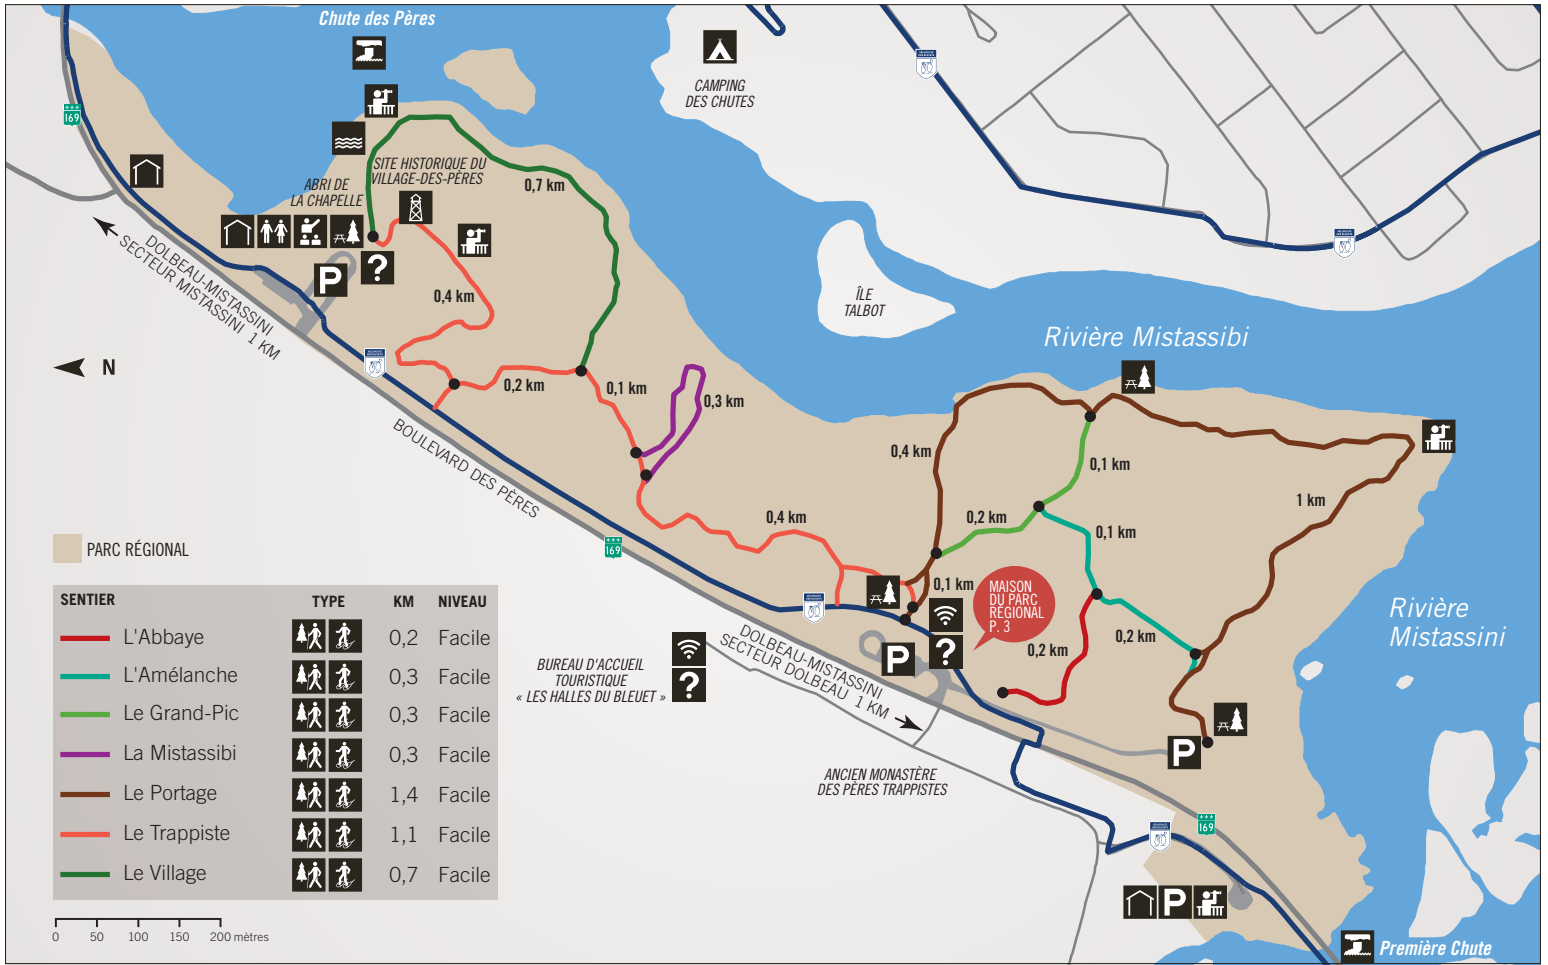 Chute des Pères
169
CAMPING
DES CHUTES
SITE HISTORIQUE DU
VILLAGE-DES-PÈRES
ABRI DE
LA CHAPELLE
0,7 km
P
?
0,4 km
DOLBEAU-MISTASSINI
SECTEUR MISTASSINI 1 KM
ÎLE
TALBOT
Rivière Mistassibi
N
0,2 km
0,1 km
0,3 km
BOULEVARD DES PÈRES
0,4 km
0,1 km
1 km
0,4 km
0,2 km
0,1 km
169
PARC RÉGIONAL
SENTIER TYPE KM NIVEAU
L'Abbaye 0,2 Facile
L'Amélanche 0,3 Facile
Le Grand-Pic 0,3 Facile
La Mistassibi 0,3 Facile
Le Portage 1,4 Facile
Le Trappiste 1,1 Facile
Le Village 0,7 Facile
0 50 100 150 200 mètres
0,1 km
MAISON
DU PARC
RÉGIONAL
P. 3
Rivière
Mistassini
0,2 km
0,2 km
P
?
DOLBEAU-MISTASSINI
SECTEUR DOLBEAU 1 KM
BUREAU D'ACCUEIL
TOURISTIQUE
« LES HALLES DU BLEUET »
?
P
ANCIEN MONASTÈRE
DES PÈRES TRAPPISTES
169
P
Première Chute